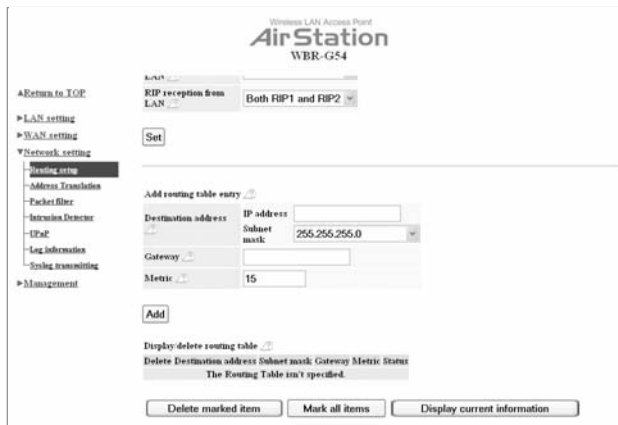 Wireless LAN Access Point
AirStation
WBR-G54
▲Return to TOP
▶LAN setting
▶WAN setting
▼Network setting
Routing setup
Address Translation
Packet filter
Intrusion Detector
UPnP
Log information
Syslog transmitting
▶Management
LAN
RIP reception from LAN Both RIP1 and RIP2
Set
Add routing table entry
Destination address IP address
Subnet mask 255.255.255.0
Gateway
Metric 15
Add
Display/delete routing table
Delete Destination address Subnet mask Gateway Metric Status
The Routing Table isn't specified.
Delete marked item Mark all items Display current information